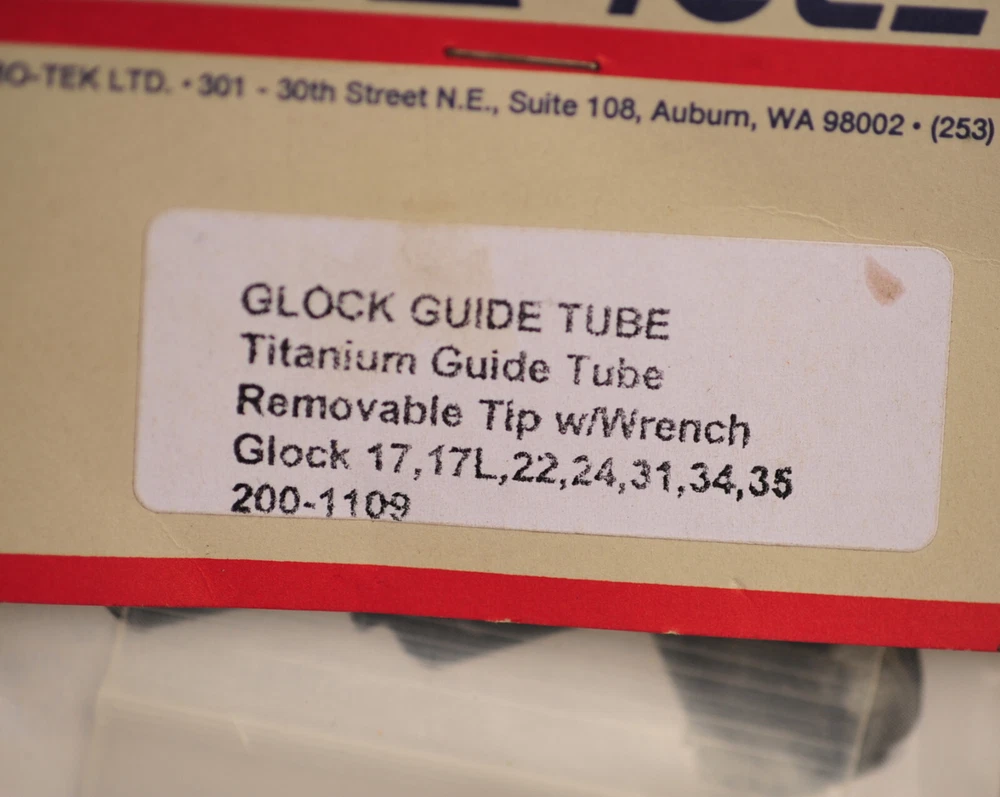 TEK LTD. • 301 - 30th Street N.E., Suite 108, Auburn, WA 98002 • (253)
GLOCK GUIDE TUBE
Titanium Guide Tube
Removable Tip w/Wrench
Glock 17,17L,22,24,31,34,35
200-1109